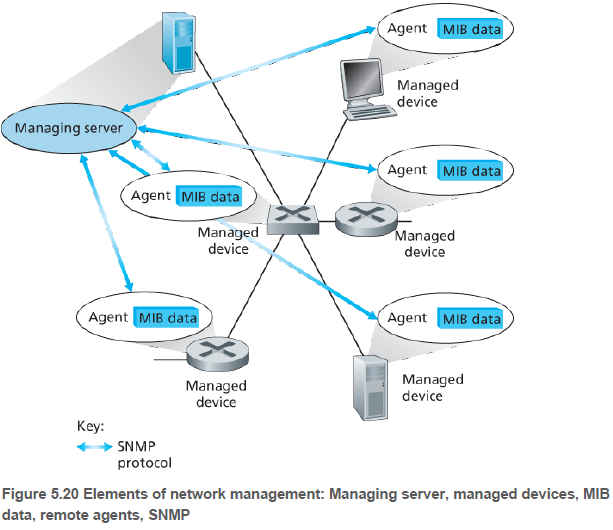 Agent MIB data
Managed
device
Managing server
Agent MIB data
Managed
device
Agent MIB data
Managed
device
Agent MIB data
Managed
device
Agent MIB data
Managed
device
Key:
SNMP
protocol
Figure 5.20 Elements of network management: Managing server, managed devices, MIB
data, remote agents, SNMP